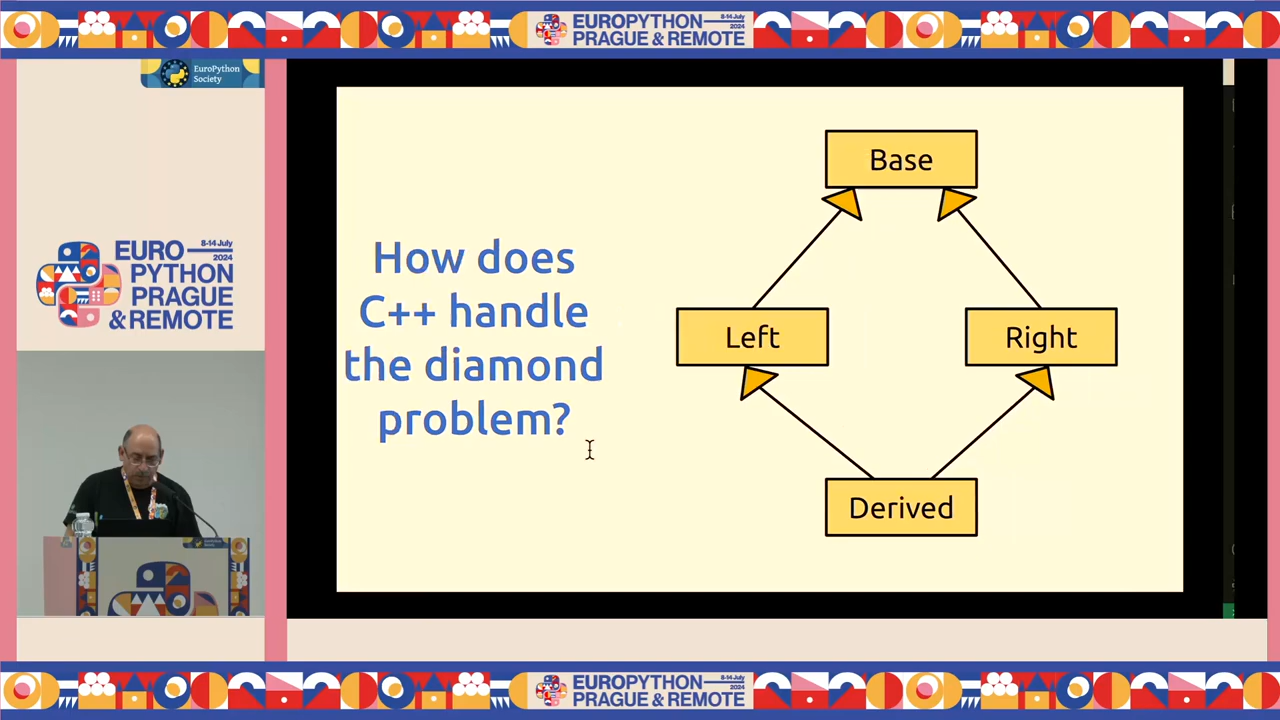 EUROPYTHON
8-14 July
2024
PRAGUE & REMOTE
EuroPython
Society
EURO
8-14 July
2024
PYTHON
PRAGUE
& REMOTE
How does
C++ handle
the diamond
problem?
Base
Left
Right
Derived
EUROPYTHON
8-14 July
2024
PRAGUE & REMOTE